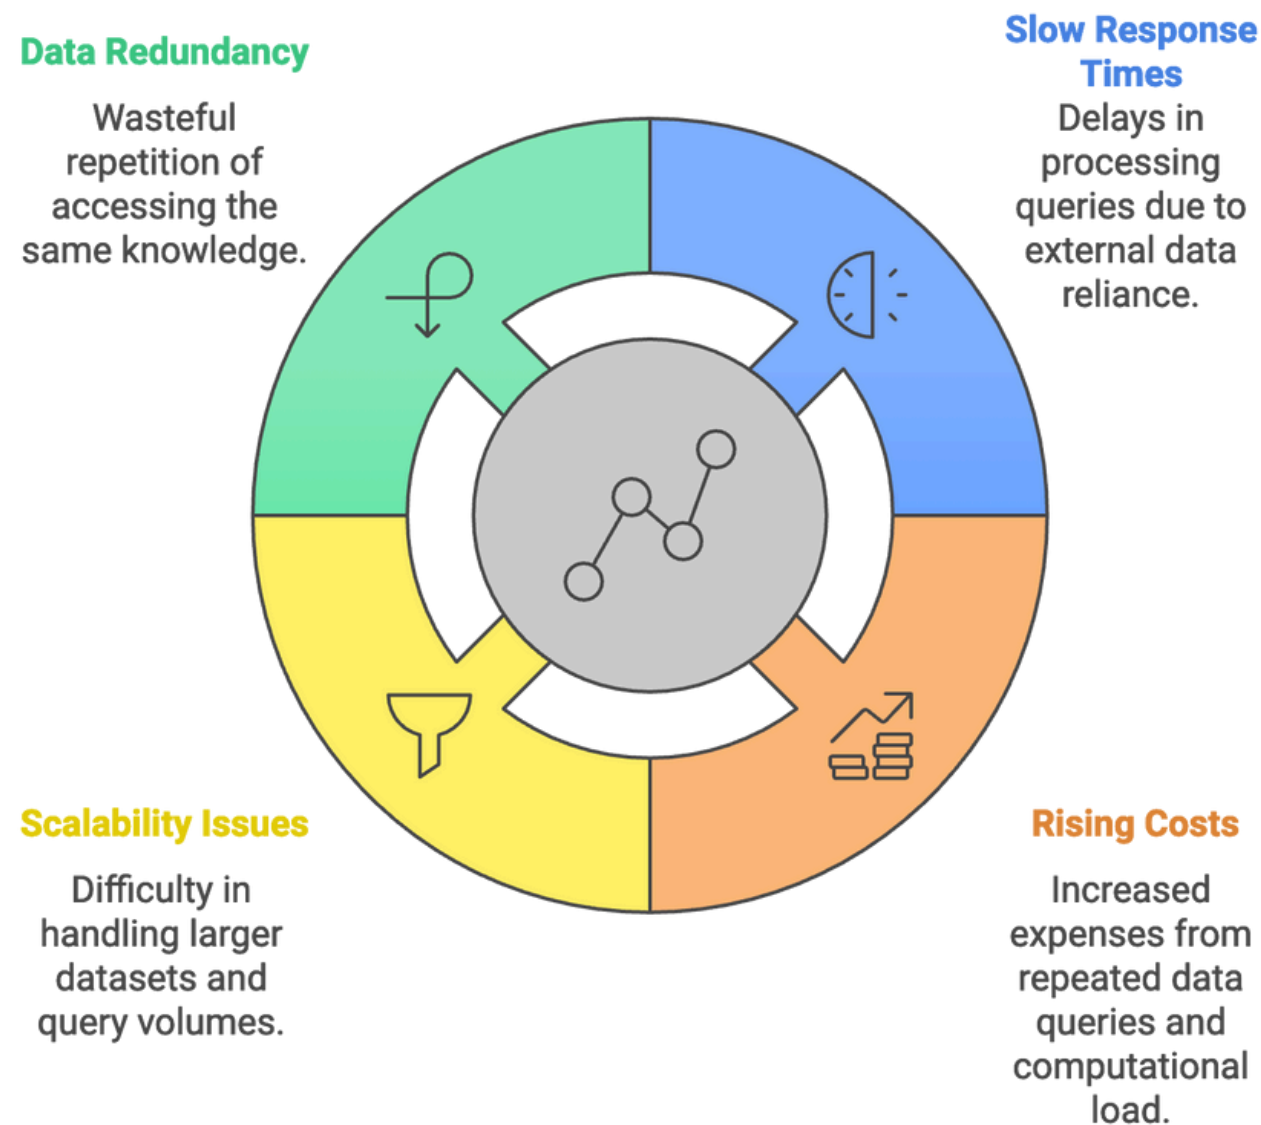 Data Redundancy
Wasteful
repetition of
accessing the
same knowledge.
Slow Response
Times
Delays in
processing
queries due to
external data
reliance.
Scalability Issues
Difficulty in
handling larger
datasets and
query volumes.
Rising Costs
Increased
expenses from
repeated data
queries and
computational
load.